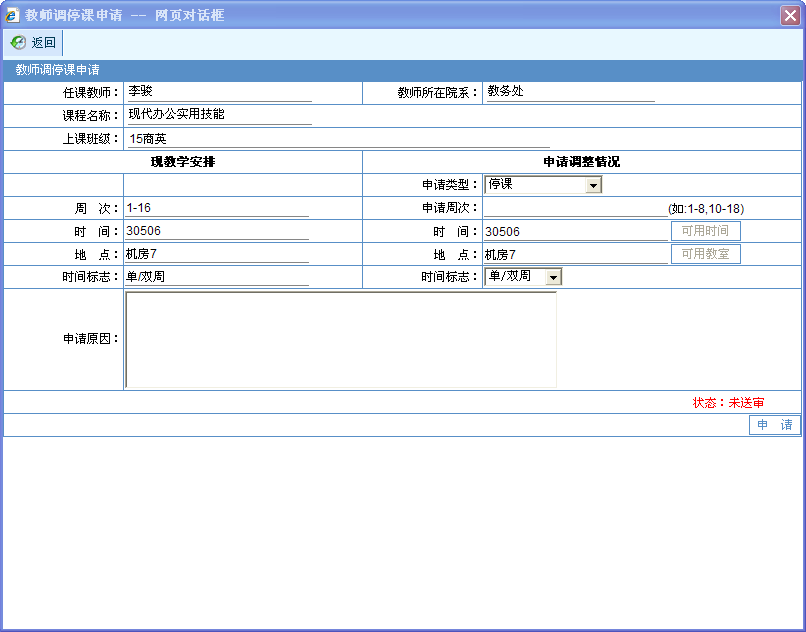 教师调停课申请 -- 网页对话框
返回
教师调停课申请
任课教师： 李骏 教师所在院系： 教务处
课程名称： 现代办公实用技能
上课班级： 15商英
现教学安排 申请调整情况
申请类型： 停课
周 次： 1-16 申请周次： (如:1-8,10-18)
时 间： 30506 时 间： 30506 可用时间
地 点： 机房7 地 点： 机房7 可用教室
时间标志： 单/双周 时间标志： 单/双周
申请原因：
状态：未送审
申 请